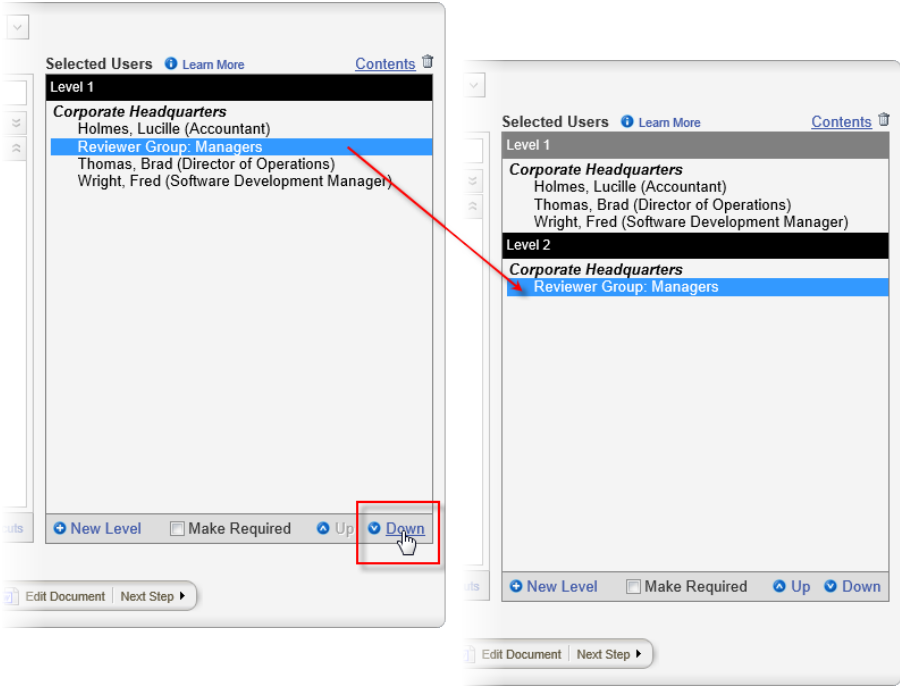 Selected Users Learn More Contents
Level 1
Corporate Headquarters
Holmes, Lucille (Accountant)
Reviewer Group: Managers
Thomas, Brad (Director of Operations)
Wright, Fred (Software Development Manager)
New Level Make Required Up Down
Edit Document Next Step
Selected Users Learn More Contents
Level 1
Corporate Headquarters
Holmes, Lucille (Accountant)
Thomas, Brad (Director of Operations)
Wright, Fred (Software Development Manager)
Level 2
Corporate Headquarters
Reviewer Group: Managers
New Level Make Required Up Down
Edit Document Next Step